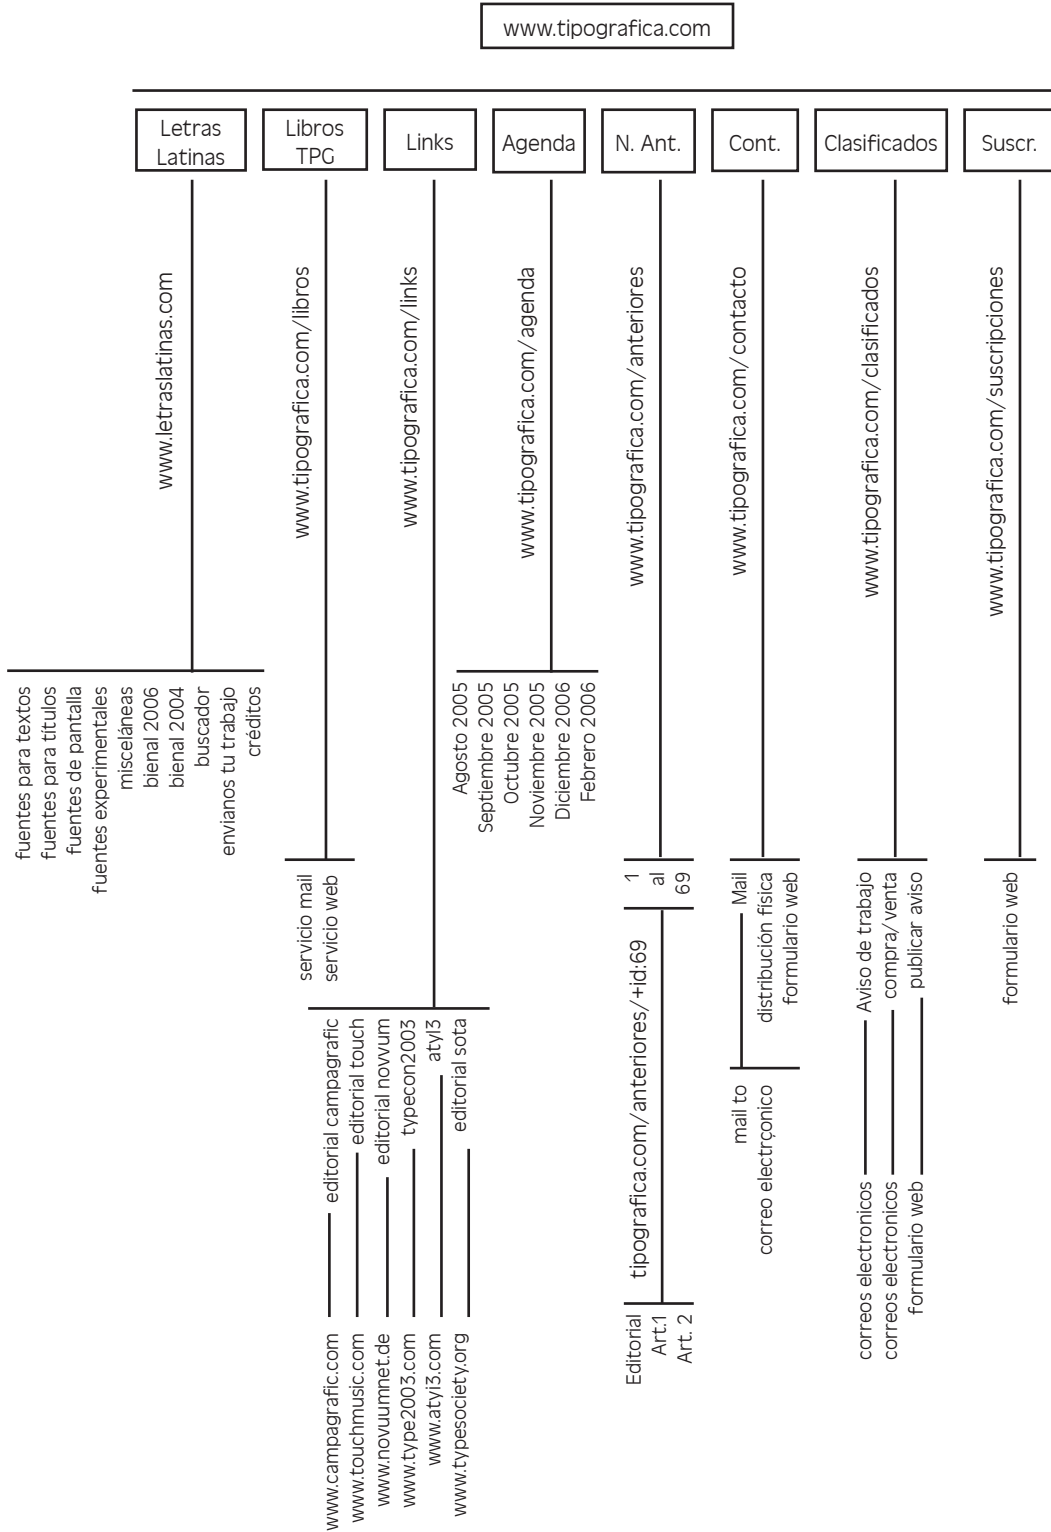 www.tipografica.com
Letras
Latinas
Libros
TPG
Links
Agenda
N. Ant.
Cont.
Clasificados
Suscr.
www.letraslatinas.com
www.tipografica.com/libros
www.tipografica.com/links
www.tipografica.com/agenda
www.tipografica.com/anteriores
www.tipografica.com/contacto
www.tipografica.com/clasificados
www.tipografica.com/suscripciones
fuentes para textos
fuentes para titulos
fuentes de pantalla
fuentes experimentales
misceláneas
bienal 2006
bienal 2004
buscador
envianos tu trabajo
créditos
servicio mail
servicio web
editorial campagrafic
editorial touch
editorial novvum
typecon2003
atyl3
editorial sota
www.campagrafic.com
www.touchmusic.com
www.novuumnet.de
www.type2003.com
www.atyi3.com
www.typesociety.org
Agosto 2005
Septiembre 2005
Octubre 2005
Noviembre 2005
Diciembre 2006
Febrero 2006
1
al
69
tipografica.com/anteriores/+id:69
Editorial
Art.1
Art. 2
Mail
distribución física
formulario web
mail to
correo electrçonico
Aviso de trabajo
compra/venta
publicar aviso
correos electronicos
correos electronicos
formulario web
formulario web